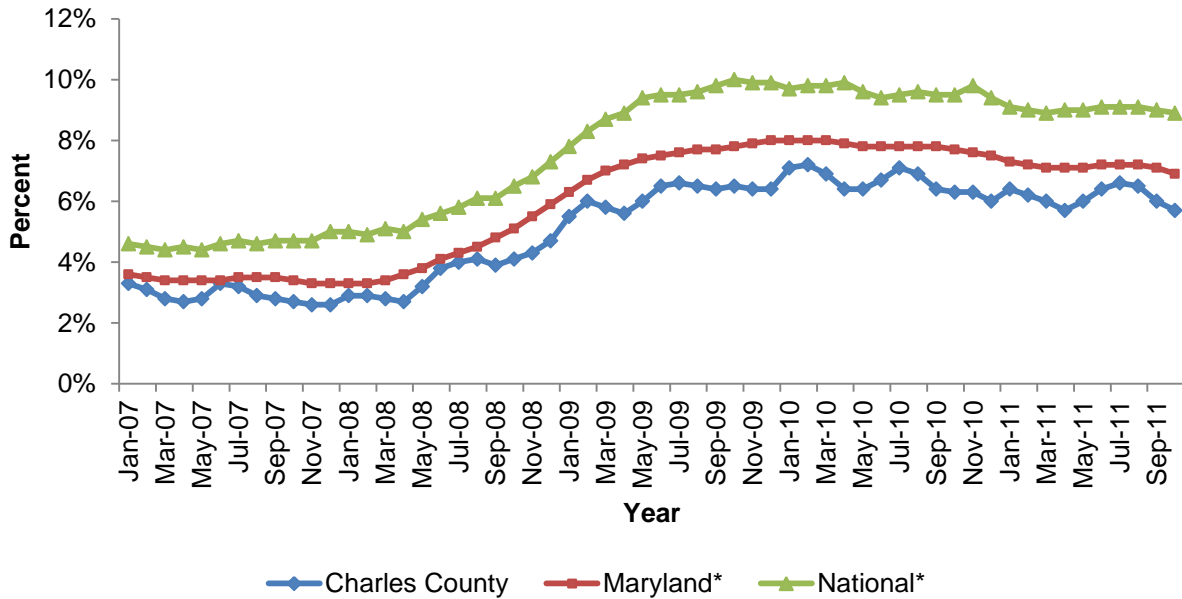 12%
10%
8%
6%
4%
2%
0%
Percent
Jan-07
Mar-07
May-07
Jul-07
Sep-07
Nov-07
Jan-08
Mar-08
May-08
Jul-08
Sep-08
Nov-08
Jan-09
Mar-09
May-09
Jul-09
Sep-09
Nov-09
Jan-10
Mar-10
May-10
Jul-10
Sep-10
Nov-10
Jan-11
Mar-11
May-11
Jul-11
Sep-11
Year
Charles County Maryland* National*